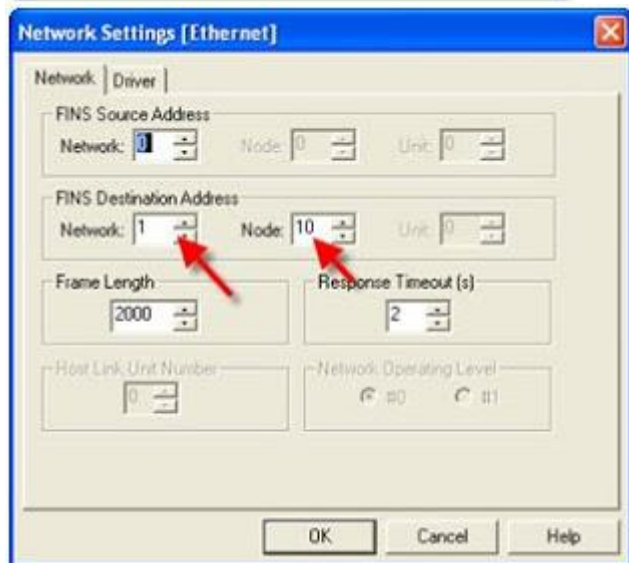 Network Settings [Ethernet]
Network Driver
FINS Source Address
Network: 0 Node: 0 Unit: 0
FINS Destination Address
Network: 1 Node: 10 Unit: 0
Frame Length Response Timeout (s)
2000 2
Host Link Unit Number Network Operating Level
0 #0 #1
OK Cancel Help